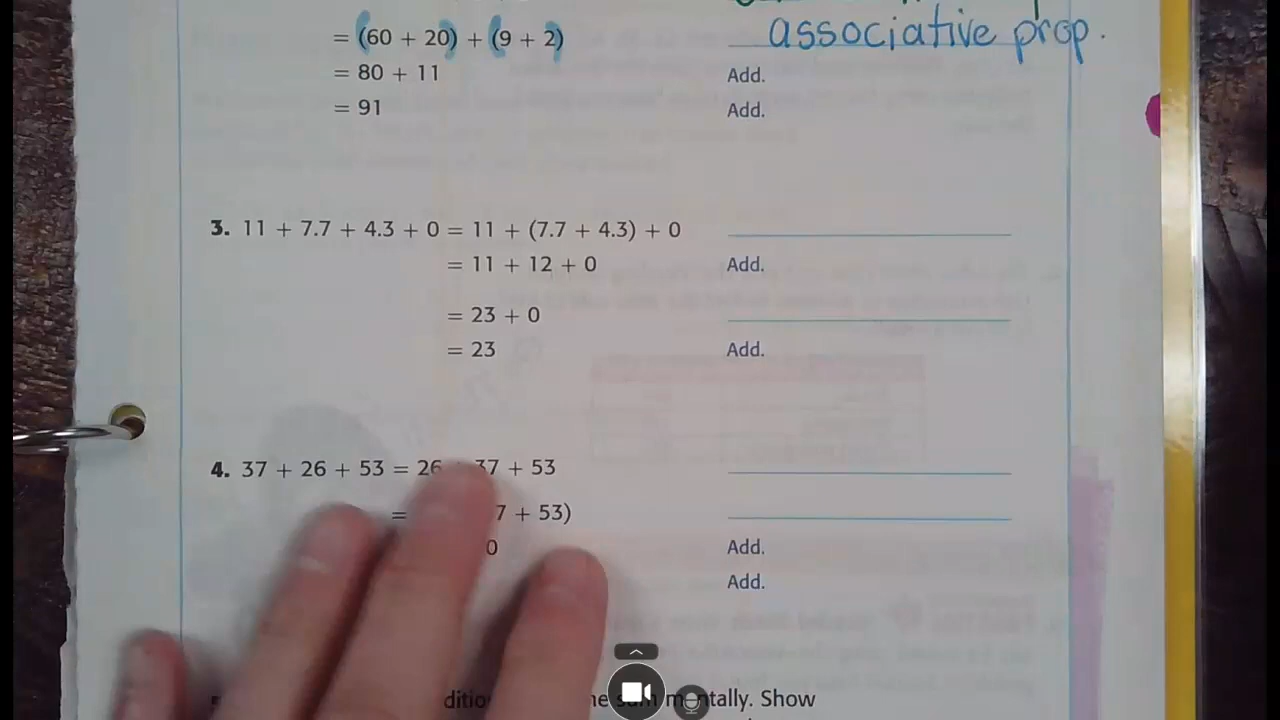 = (60 + 20) + (9 + 2)
associative prop.
= 80 + 11
Add.
= 91
Add.
3. 11 + 7.7 + 4.3 + 0 = 11 + (7.7 + 4.3) + 0
= 11 + 12 + 0
Add.
= 23 + 0
= 23
Add.
4. 37 + 26 + 53 = 26 37 + 53
= 7 + 53)
0
Add.
Add.
mentally. Show